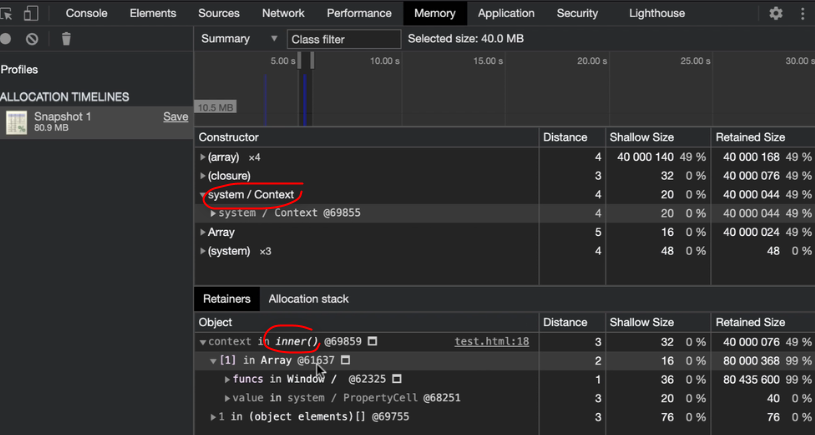 Console Elements Sources Network Performance Memory Application Security Lighthouse
Summary ▼ Class filter Selected size: 40.0 MB
Profiles
ALLOCATION TIMELINES
Snapshot 1 Save
80.9 MB
5.00 s 10.00 s 15.00 s 20.00 s 25.00 s 30.00 s
10.5 MB
Constructor Distance Shallow Size Retained Size
▶(array) ×4 4 40 000 140 49 % 40 000 168 49 %
▶(closure) 3 32 0 % 40 000 076 49 %
▼system / Context 4 20 0 % 40 000 044 49 %
▶system / Context @69855 4 20 0 % 40 000 044 49 %
▶Array 5 16 0 % 40 000 024 49 %
▶(system) ×3 4 48 0 % 48 0 %
Retainers Allocation stack
Object Distance Shallow Size Retained Size
▼context in inner() @69859 test.html:18 3 32 0 % 40 000 076 49 %
▼[1] in Array @61637 2 16 0 % 80 000 368 99 %
▶funcs in Window / @62325 1 36 0 % 80 435 600 99 %
▶value in system / PropertyCell @68251 3 20 0 % 40 0 %
▶1 in (object elements)[] @69755 3 76 0 % 76 0 %